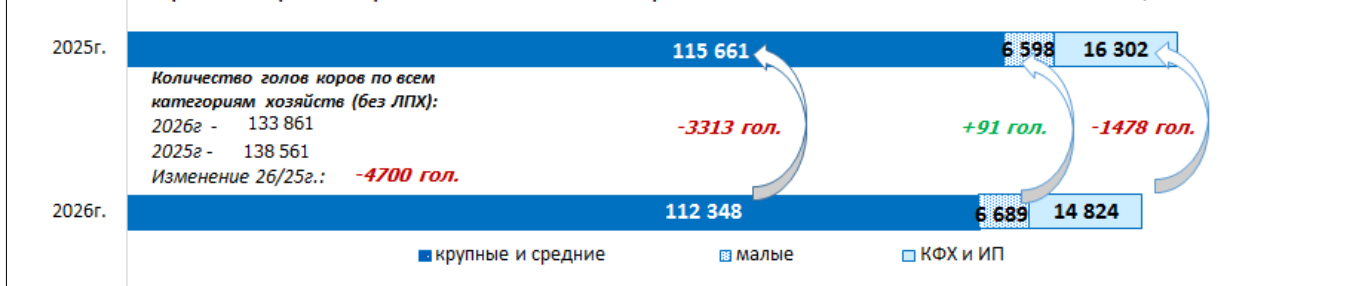 2025г.
115 661
6 598
16 302
Количество голов коров по всем
категориям хозяйств (без ЛПХ):
2026г - 133 861
2025г - 138 561
Изменение 26/25г.: -4700 гол.
-3313 гол.
+91 гол.
-1478 гол.
2026г.
112 348
6 689
14 824
крупные и средние
малые
КФХ и ИП